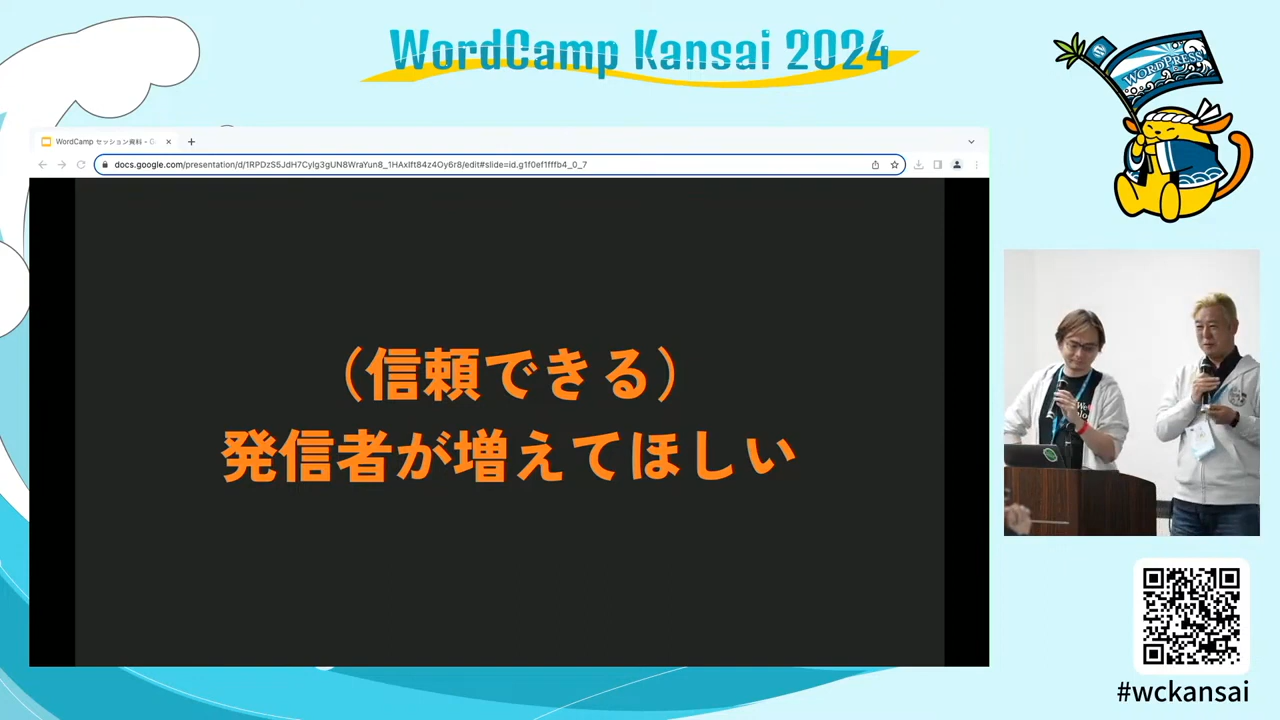 WordCamp Kansai 2024
WORDPRESS
WordCamp セッション資料 - G
docs.google.com/presentation/d/1RPDzS5JdH7Cylg3gUN8WraYun8_1HAxIft84z4Oy6r8/edit#slide=id.g1f0ef1fffb4_0_7
（信頼できる）
発信者が増えてほしい
#wckansai